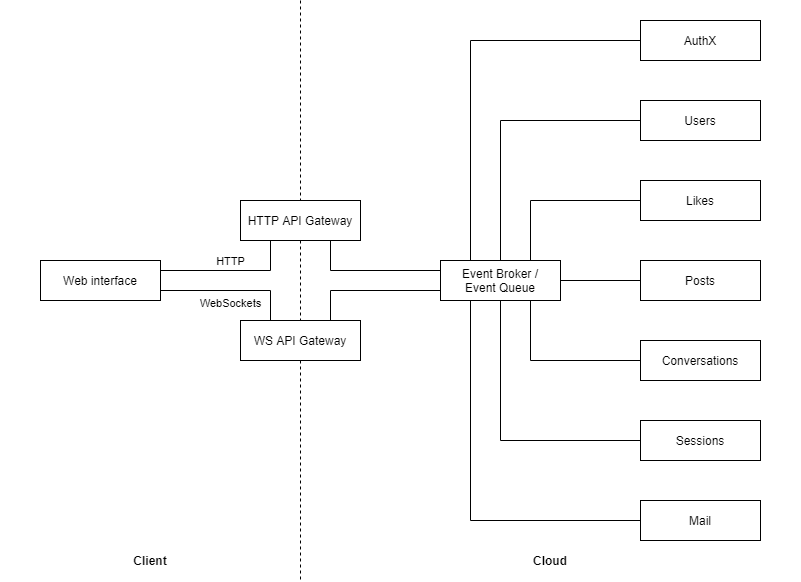 AuthX
Users
HTTP API Gateway
Likes
HTTP
Web interface
Event Broker /
Event Queue
Posts
WebSockets
WS API Gateway
Conversations
Sessions
Mail
Client
Cloud